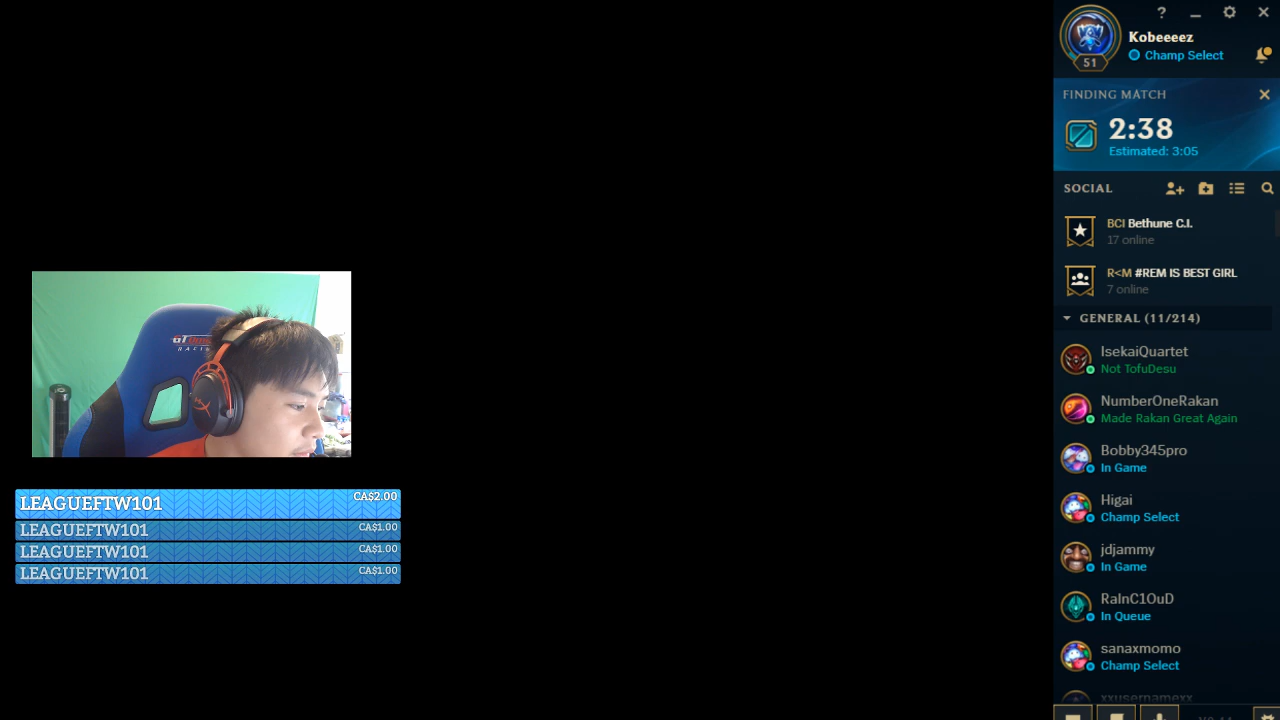 ?
Kobeeeez
51
Champ Select
FINDING MATCH
2:38
Estimated: 3:05
SOCIAL
BCI Bethune C.I.
17 online
R<M #REM IS BEST GIRL
7 online
GENERAL (11/214)
IsekaiQuartet
Not TofuDesu
NumberOneRakan
Made Rakan Great Again
Bobby345pro
In Game
Higai
Champ Select
jdjammy
In Game
RaInC1OuD
In Queue
sanaxmomo
Champ Select
xxusernamexx
RACING
LEAGUEFTW101 CA$2.00
LEAGUEFTW101 CA$1.00
LEAGUEFTW101 CA$1.00
LEAGUEFTW101 CA$1.00